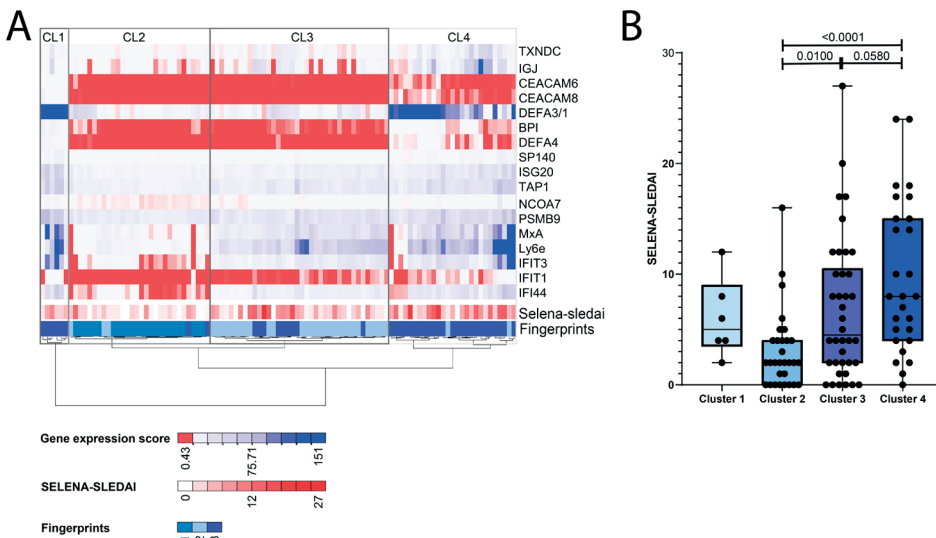 A
CL1 CL2 CL3 CL4
TXNDC
IGJ
CEACAM6
CEACAM8
DEFA3/1
BPI
DEFA4
SP140
ISG20
TAP1
NCOA7
PSMB9
MxA
Ly6e
IFIT3
IFIT1
IFI44
Selena-sledai
Fingerprints
Gene expression score
0.43 75.71 151
SELENA-SLEDAI
0 12 27
Fingerprints
B
<0.0001
0.0100 0.0580
SELENA-SLEDAI
30
20
10
0
Cluster 1 Cluster 2 Cluster 3 Cluster 4